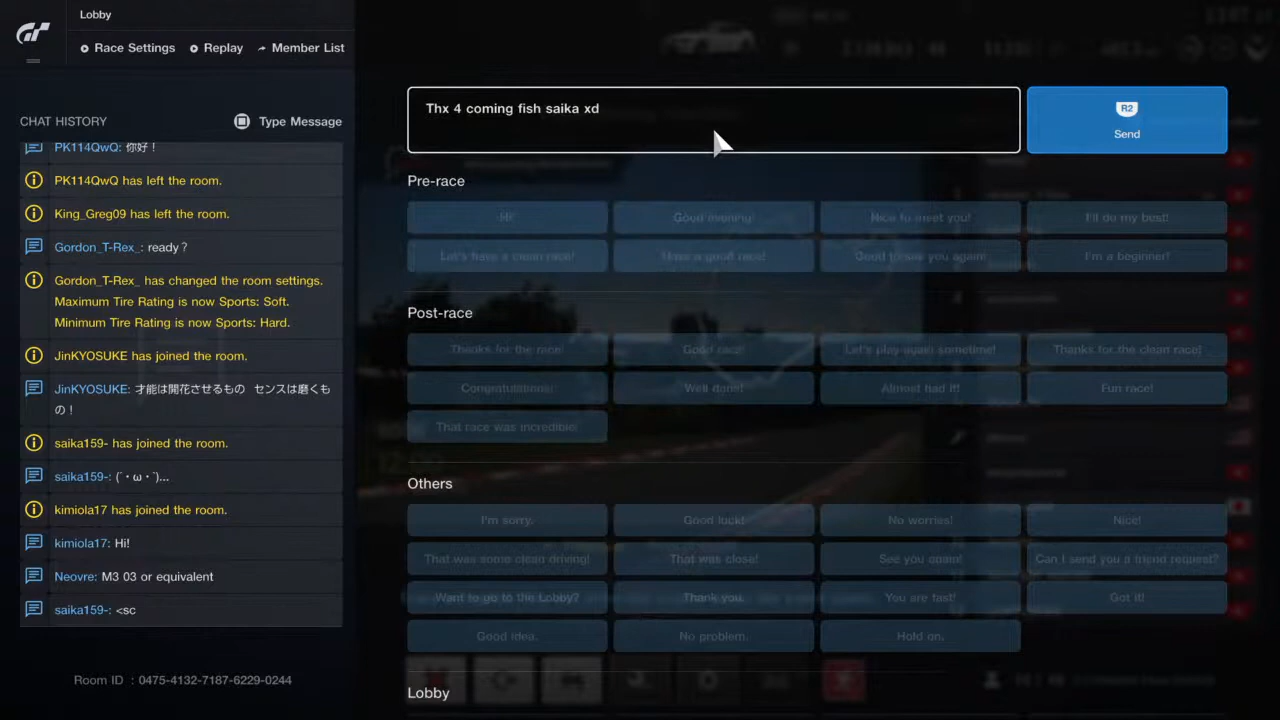 Lobby
Race Settings
Replay
Member List
CHAT HISTORY
Type Message
PK114QwQ: 你好！
PK114QwQ has left the room.
King_Greg09 has left the room.
Gordon_T-Rex_: ready？
Gordon_T-Rex_ has changed the room settings.
Maximum Tire Rating is now Sports: Soft.
Minimum Tire Rating is now Sports: Hard.
JinKYOSUKE has joined the room.
JinKYOSUKE: 才能は開花させるもの　センスは磨くも
の！
saika159- has joined the room.
saika159-: (´・ω・`)...
kimiola17 has joined the room.
kimiola17: Hi!
Neovre: M3 03 or equivalent
saika159-: <sc
Room ID : 0475-4132-7187-6229-0244
Thx 4 coming fish saika xd
R2
Send
Pre-race
Hi!
Good evening!
Nice to meet you!
I'll do my best!
Let's have a clean race!
Have a good race!
Good to see you again!
I'm a beginner!
Post-race
Thanks for the race!
Good race!
Let's play again sometime!
Thanks for the clean race!
Congratulations!
Well done!
Almost had it!
Fun race!
That race was incredible!
Others
I'm sorry.
Good luck!
No worries!
Nice!
That was some clean driving!
That was close!
See you again!
Can I send you a friend request?
Want to go to the Lobby?
Thank you.
You are fast!
Got it!
Good idea.
No problem.
Hold on.
Lobby